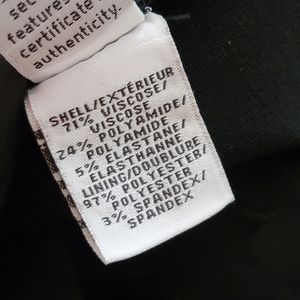 features
certificate
authenticity.
SHELL/EXTÉRIEUR
71% VISCOSE/
VISCOSE
24% POLYAMIDE/
POLYAMIDE
5% ELASTANE/
ELASTHANNE
LINING/DOUBLURE
97% POLYESTER/
POLYESTER
3% SPANDEX/
SPANDEX